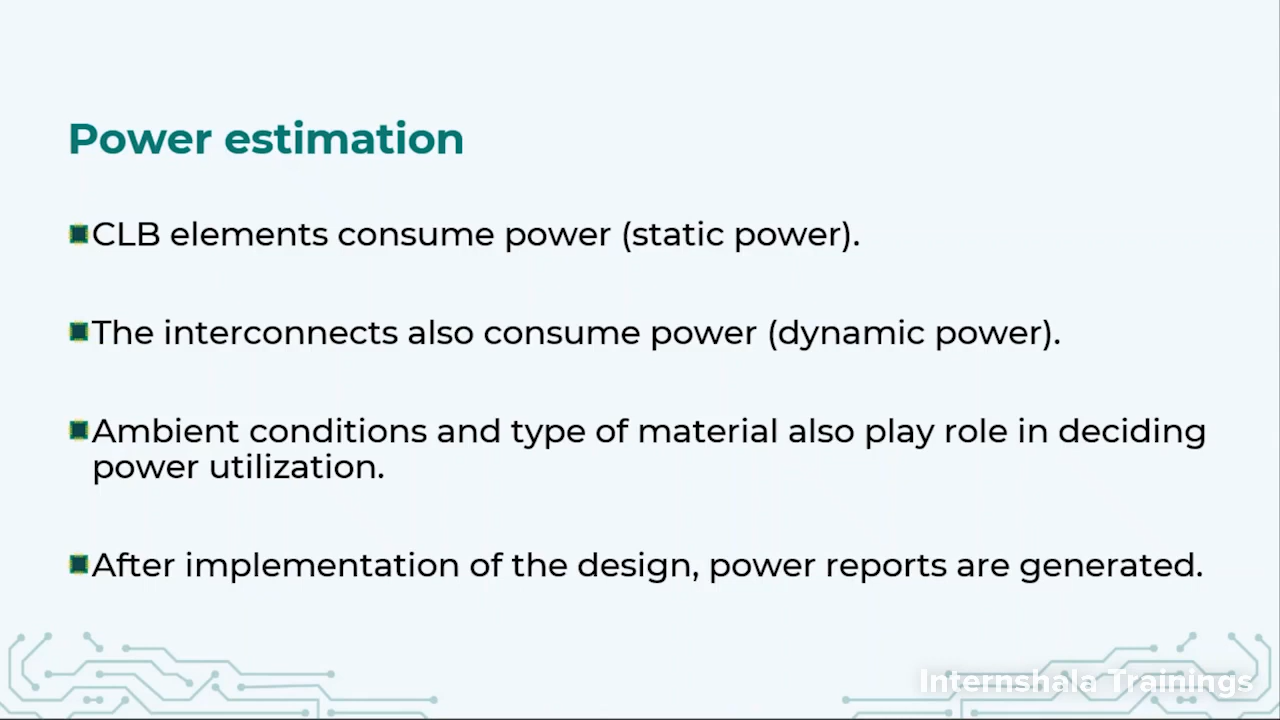 Power estimation
CLB elements consume power (static power).
The interconnects also consume power (dynamic power).
Ambient conditions and type of material also play role in deciding
power utilization.
After implementation of the design, power reports are generated.
Internshala Trainings